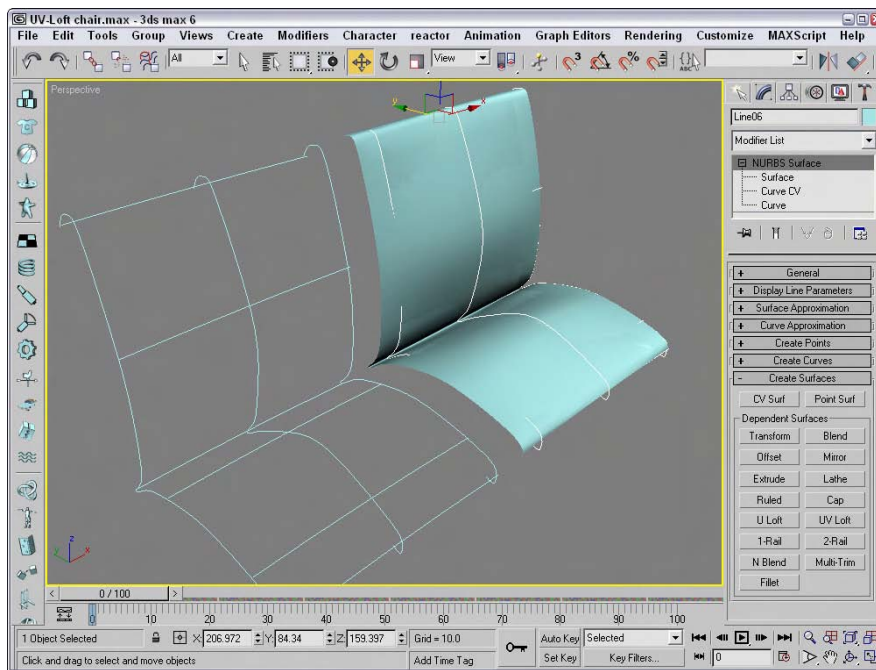 UV-Loft chair.max - 3ds max 6
File Edit Tools Group Views Create Modifiers Character reactor Animation Graph Editors Rendering Customize MAXScript Help
All
View
Perspective
y x
Line06
Modifier List
NURBS Surface
Surface
Curve CV
Curve
+ General
+ Display Line Parameters
+ Surface Approximation
+ Curve Approximation
+ Create Points
+ Create Curves
- Create Surfaces
CV Surf Point Surf
Dependent Surfaces
Transform Blend
Offset Mirror
Extrude Lathe
Ruled Cap
U Loft UV Loft
1-Rail 2-Rail
N Blend Multi-Trim
Fillet
z
y x
< 0 / 100 >
0 10 20 30 40 50 60 70 80 90 100
1 Object Selected X: 206.972 Y: 84.34 Z: 159.397 Grid = 10.0 Auto Key Selected
Click and drag to select and move objects Add Time Tag Set Key Key Filters... 0